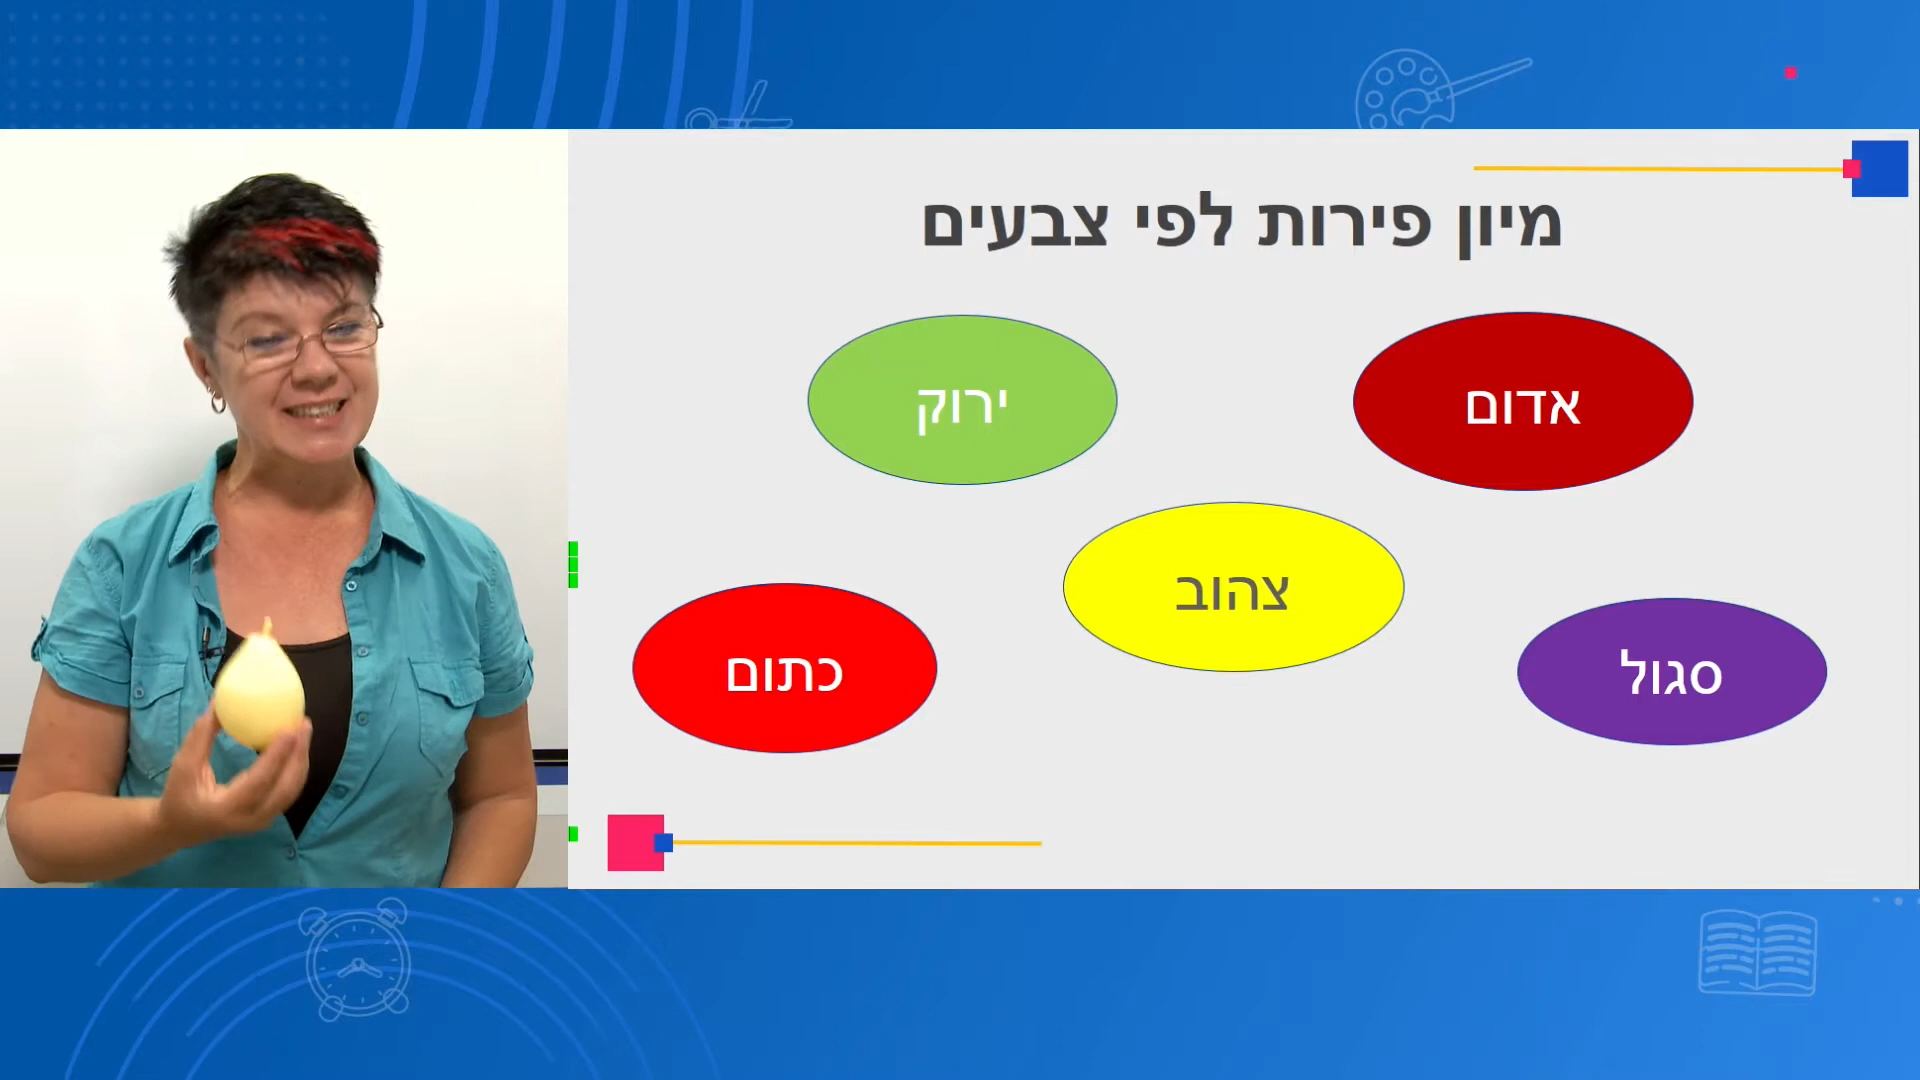 מיון פירות לפי צבעים
אדום
ירוק
צהוב
סגול
כתום